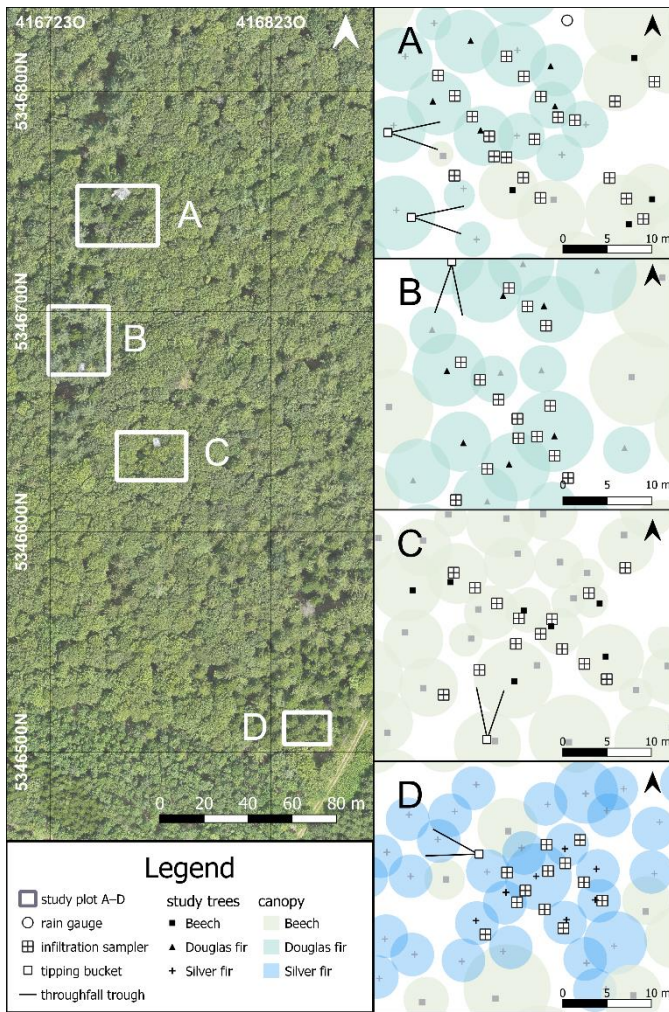 416723O 416823O
5346800N
5346700N
5346600N
5346500N
A
B
C
D
0 20 40 60 80 m
A
0 5 10 m
B
0 5 10 m
C
0 5 10 m
D
0 5 10 m
Legend
study plot A–D
rain gauge
infiltration sampler
tipping bucket
throughfall trough
study trees
Beech
Douglas fir
Silver fir
canopy
Beech
Douglas fir
Silver fir